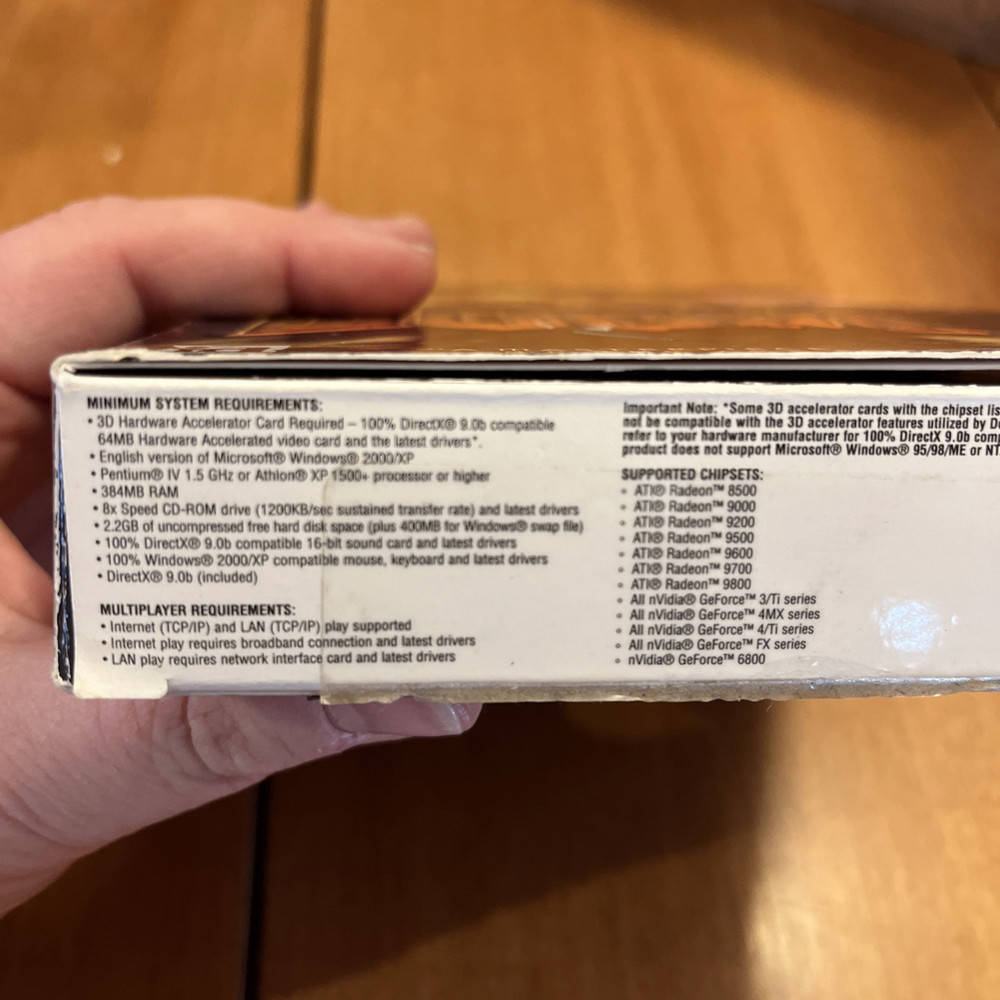 MINIMUM SYSTEM REQUIREMENTS:
• 3D Hardware Accelerator Card Required – 100% DirectX® 9.0b compatible
64MB Hardware Accelerated video card and the latest drivers*.
• English version of Microsoft® Windows® 2000/XP
• Pentium® IV 1.5 GHz or Athlon® XP 1500+ processor or higher
• 384MB RAM
• 8x Speed CD-ROM drive (1200KB/sec sustained transfer rate) and latest drivers
• 2.2GB of uncompressed free hard disk space (plus 400MB for Windows® swap file)
• 100% DirectX® 9.0b compatible 16-bit sound card and latest drivers
• 100% Windows® 2000/XP compatible mouse, keyboard and latest drivers
• DirectX® 9.0b (included)
MULTIPLAYER REQUIREMENTS:
• Internet (TCP/IP) and LAN (TCP/IP) play supported
• Internet play requires broadband connection and latest drivers
• LAN play requires network interface card and latest drivers
Important Note: *Some 3D accelerator cards with the chipset lis
not be compatible with the 3D accelerator features utilized by Do
refer to your hardware manufacturer for 100% DirectX 9.0b comp
product does not support Microsoft® Windows® 95/98/ME or NT
SUPPORTED CHIPSETS:
• ATI® Radeon™ 8500
• ATI® Radeon™ 9000
• ATI® Radeon™ 9200
• ATI® Radeon™ 9500
• ATI® Radeon™ 9600
• ATI® Radeon™ 9700
• ATI® Radeon™ 9800
• All nVidia® GeForce™ 3/Ti series
• All nVidia® GeForce™ 4MX series
• All nVidia® GeForce™ 4/Ti series
• All nVidia® GeForce™ FX series
• nVidia® GeForce™ 6800